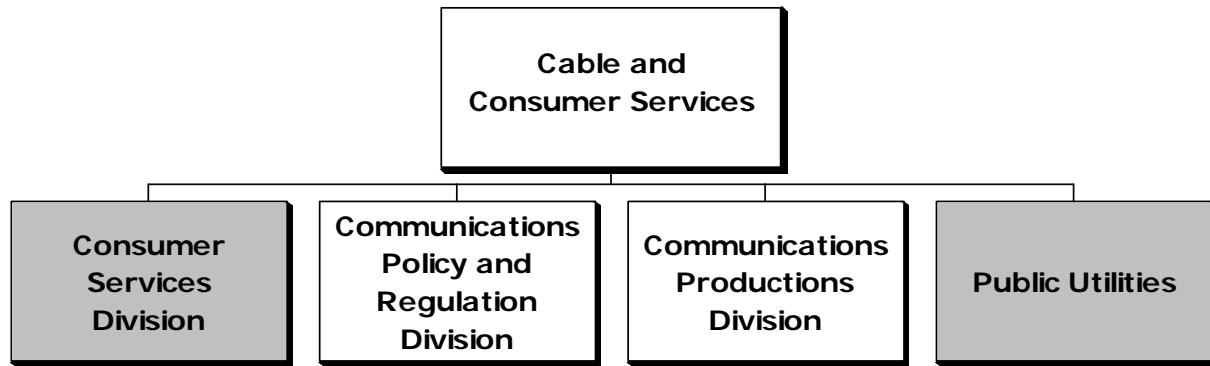 Cable and
Consumer Services
Consumer
Services
Division
Communications
Policy and
Regulation
Division
Communications
Productions
Division
Public Utilities